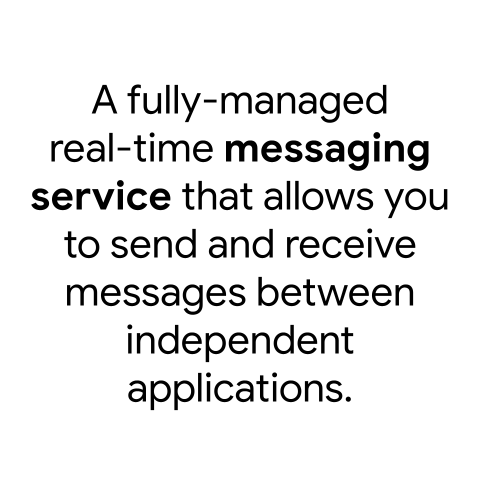 A fully-managed
real-time messaging
service that allows you
to send and receive
messages between
independent
applications.